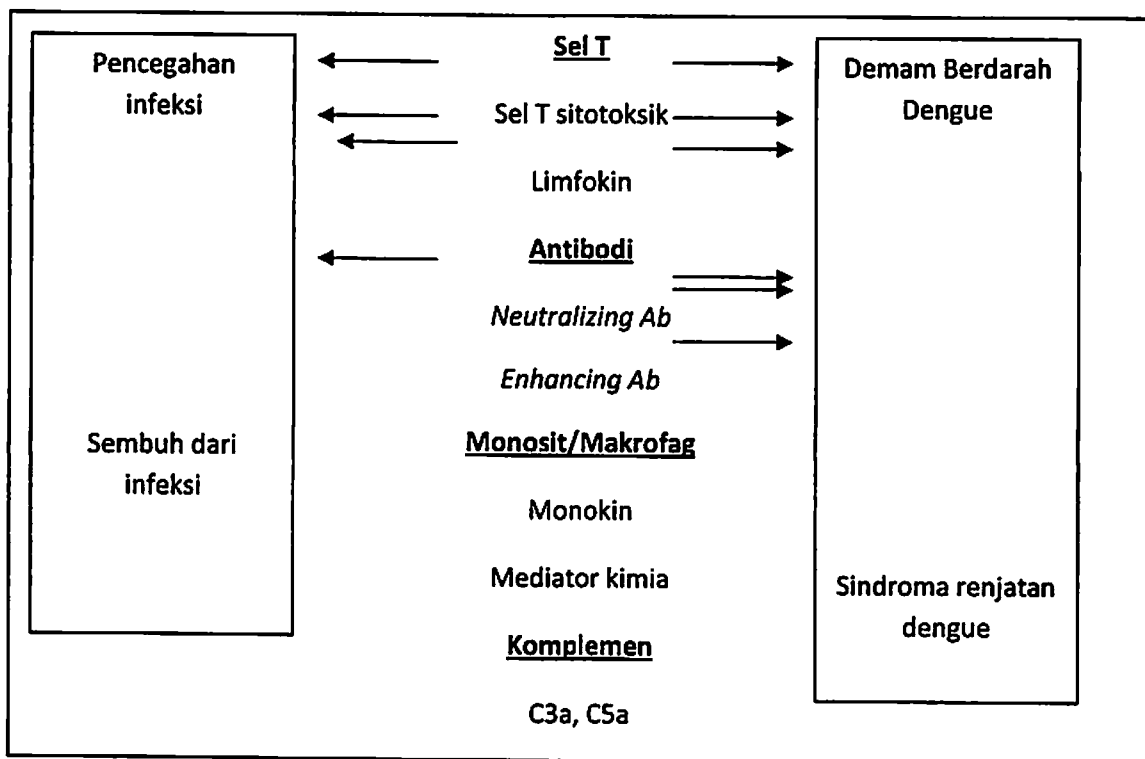 Pencegahan
infeksi
Sembuh dari
infeksi
Sel T
Sel T sitotoksik
Limfokin
Antibodi
Neutralizing Ab
Enhancing Ab
Monosit/Makrofag
Monokin
Mediator kimia
Komplemen
C3a, C5a
Demam Berdarah
Dengue
Sindroma renjatan
dengue